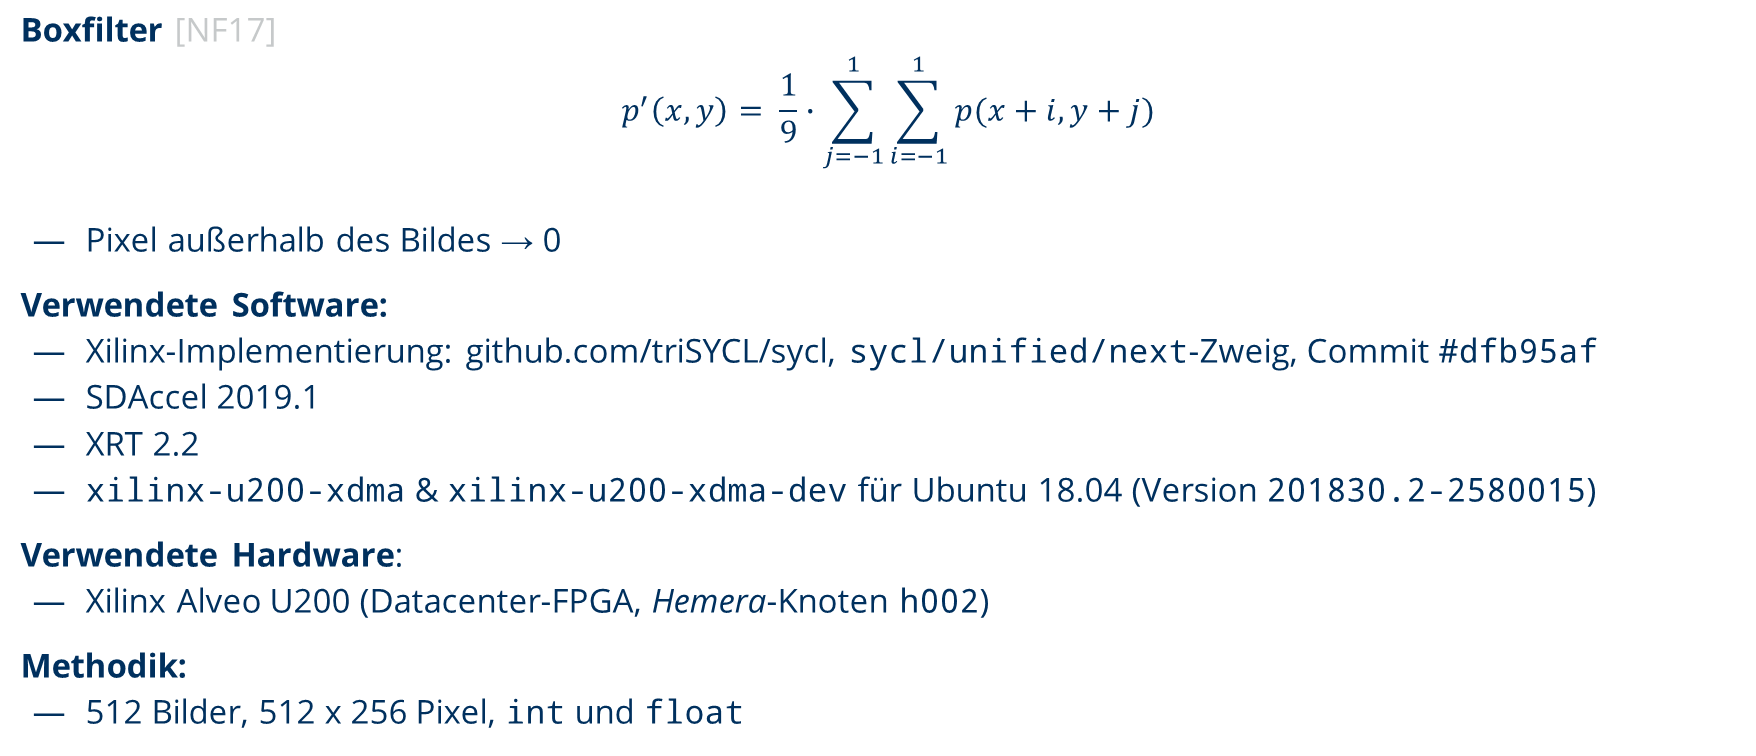 Boxfilter [NF17]
p′(x, y) = 1/9 · ∑_{j=−1}^{1} ∑_{i=−1}^{1} p(x + i, y + j)
— Pixel außerhalb des Bildes → 0
Verwendete Software:
— Xilinx-Implementierung: github.com/triSYCL/sycl, sycl/unified/next-Zweig, Commit #dfb95af
— SDAccel 2019.1
— XRT 2.2
— xilinx-u200-xdma & xilinx-u200-xdma-dev für Ubuntu 18.04 (Version 201830.2-2580015)
Verwendete Hardware:
— Xilinx Alveo U200 (Datacenter-FPGA, Hemera-Knoten h002)
Methodik:
— 512 Bilder, 512 x 256 Pixel, int und float